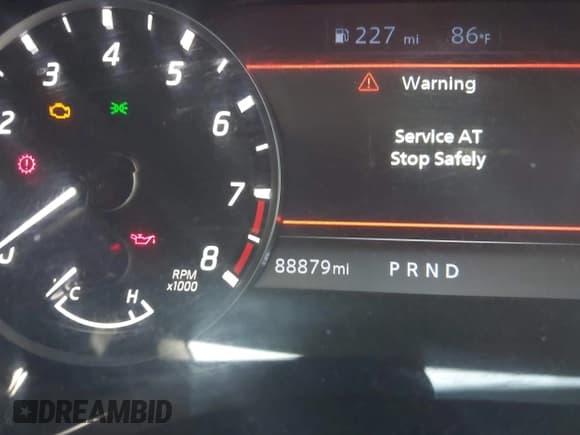 227 mi 86°F
Warning
Service AT
Stop Safely
2 3 4 5 6 7 8
RPM
x1000
C H
88879mi P R N D
DREAMBID